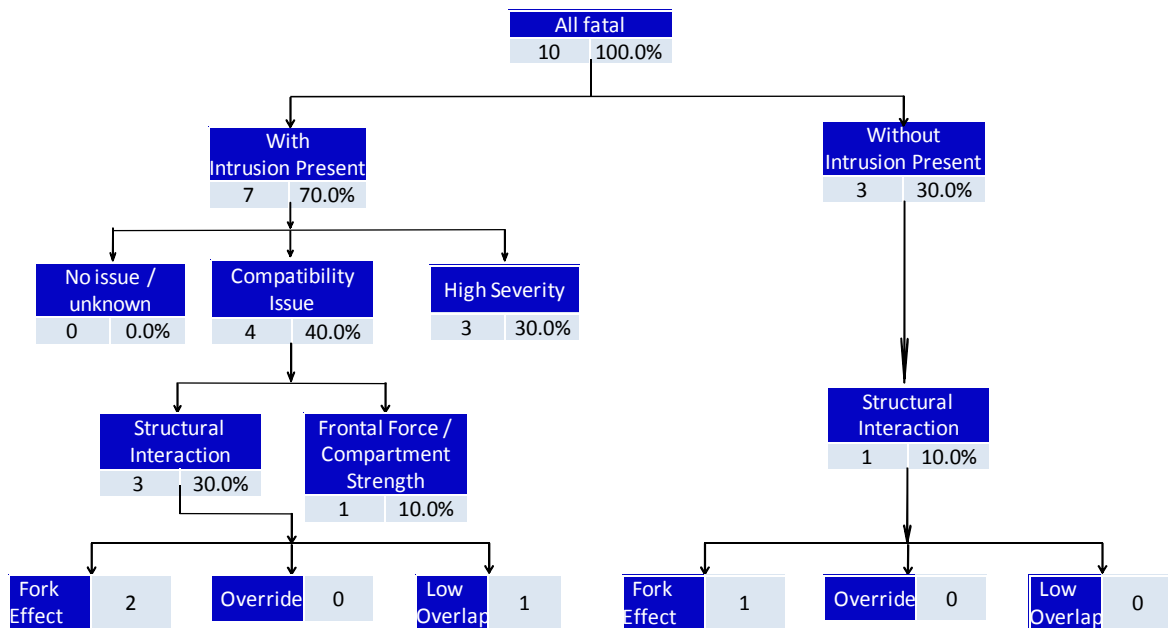 All fatal
10 100.0%
With
Intrusion Present
7 70.0%
Without
Intrusion Present
3 30.0%
No issue /
unknown
0 0.0%
Compatibility
Issue
4 40.0%
High Severity
3 30.0%
Structural
Interaction
3 30.0%
Frontal Force /
Compartment
Strength
1 10.0%
Structural
Interaction
1 10.0%
Fork
Effect
2
Override
0
Low
Overlap
1
Fork
Effect
1
Override
0
Low
Overlap
0